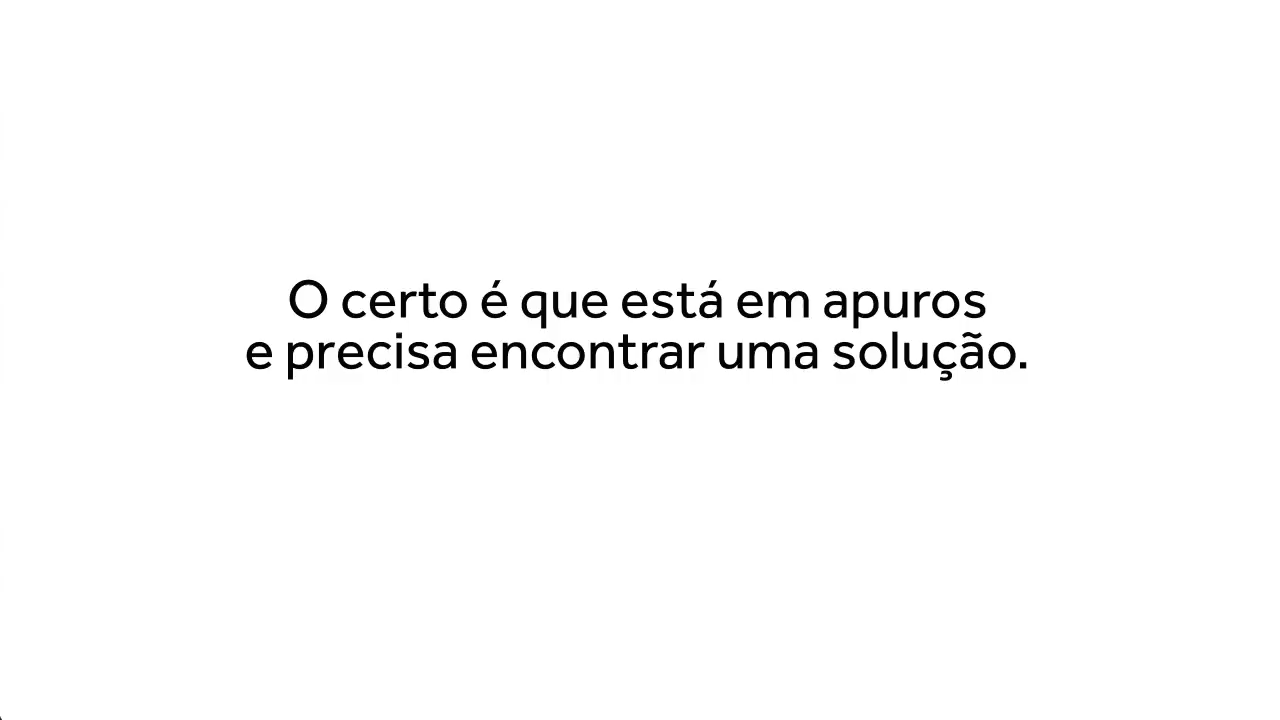 O certo é que está em apuros
e precisa encontrar uma solução.